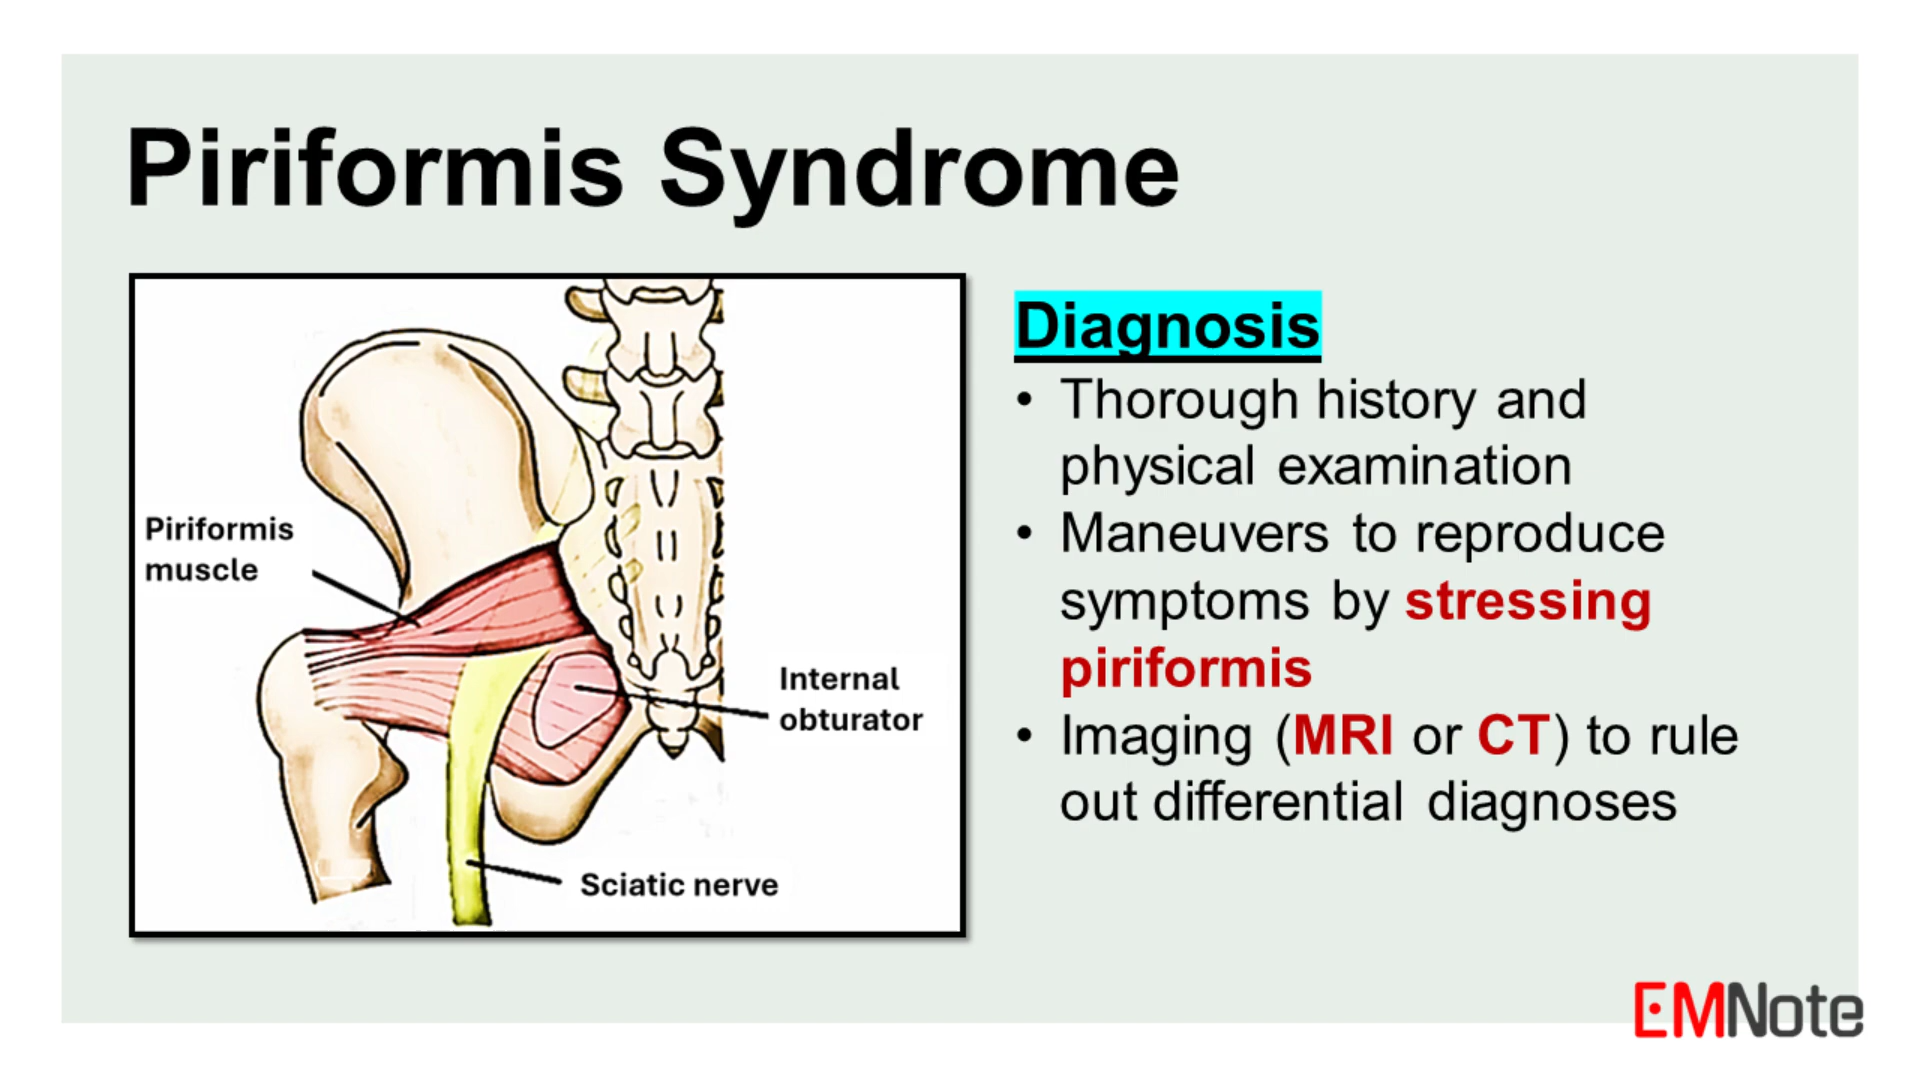 Piriformis Syndrome
Piriformis
muscle
Internal
obturator
Sciatic nerve
Diagnosis
• Thorough history and
physical examination
• Maneuvers to reproduce
symptoms by stressing
piriformis
• Imaging (MRI or CT) to rule
out differential diagnoses
EMNote